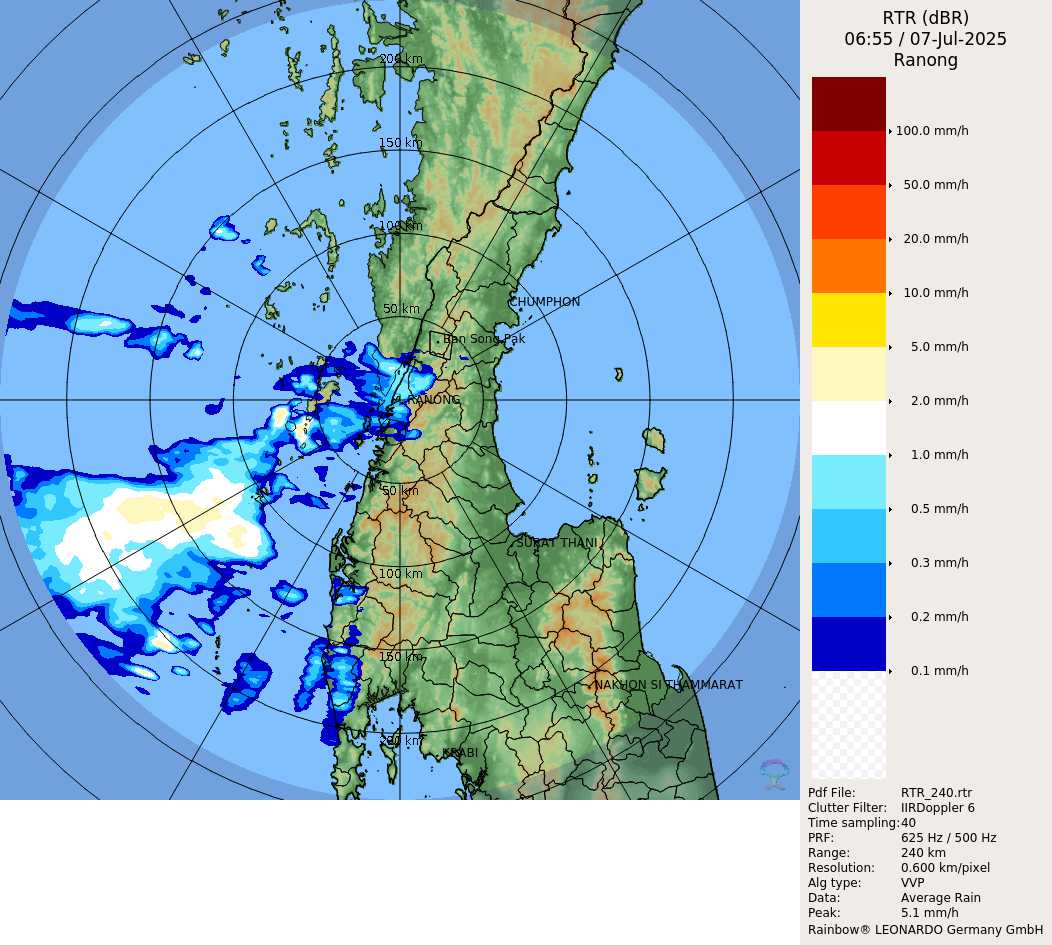 RTR (dBR)
06:55 / 07-Jul-2025
Ranong
200 km
150 km
100 km
50 km
CHUMPHON
Ban Song Pak
RANONG
50 km
SURAT THANI
100 km
150 km
NAKHON SI THAMMARAT
200 km
KRABI
100.0 mm/h
50.0 mm/h
20.0 mm/h
10.0 mm/h
5.0 mm/h
2.0 mm/h
1.0 mm/h
0.5 mm/h
0.3 mm/h
0.2 mm/h
0.1 mm/h
Pdf File: RTR_240.rtr
Clutter Filter: IIRDoppler 6
Time sampling: 40
PRF: 625 Hz / 500 Hz
Range: 240 km
Resolution: 0.600 km/pixel
Alg type: VVP
Data: Average Rain
Peak: 5.1 mm/h
Rainbow® LEONARDO Germany GmbH